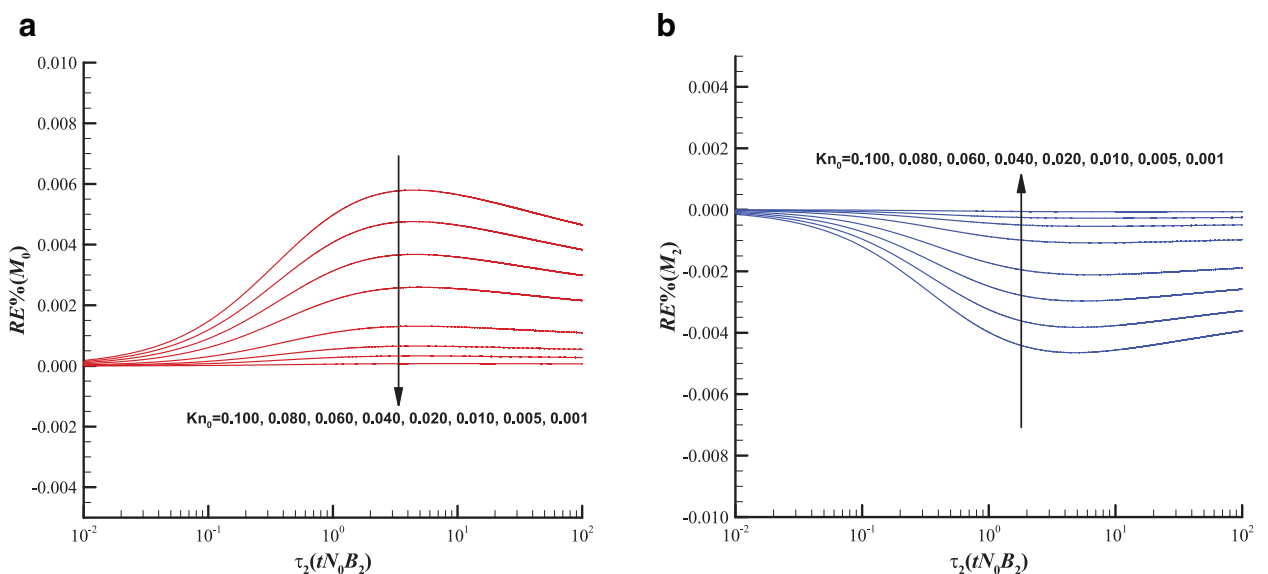 a
0.010
0.008
0.006
0.004
0.002
0.000
-0.002
-0.004
RE%(M₀)
Kn₀=0.100, 0.080, 0.060, 0.040, 0.020, 0.010, 0.005, 0.001
10⁻² 10⁻¹ 10⁰ 10¹ 10²
τ₂(tN₀B₂)
b
0.004
0.002
0.000
-0.002
-0.004
-0.006
-0.008
-0.010
RE%(M₂)
Kn₀=0.100, 0.080, 0.060, 0.040, 0.020, 0.010, 0.005, 0.001
10⁻² 10⁻¹ 10⁰ 10¹ 10²
τ₂(tN₀B₂)